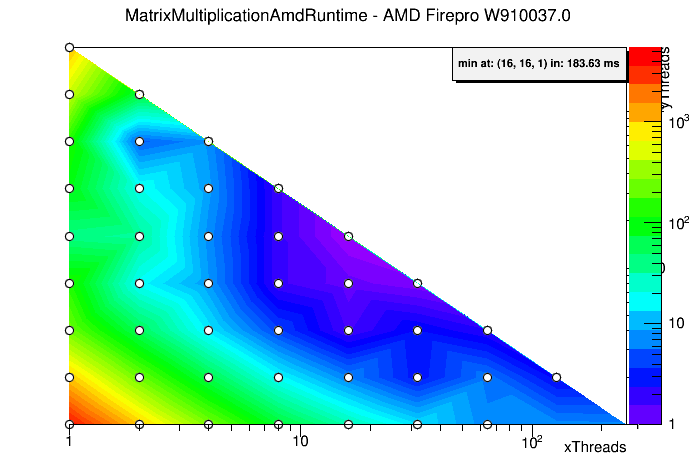 MatrixMultiplicationAmdRuntime - AMD Firepro W910037.0
min at: (16, 16, 1) in: 183.63 ms
yThreads
10³
10²
10
1
1
10
10²
xThreads